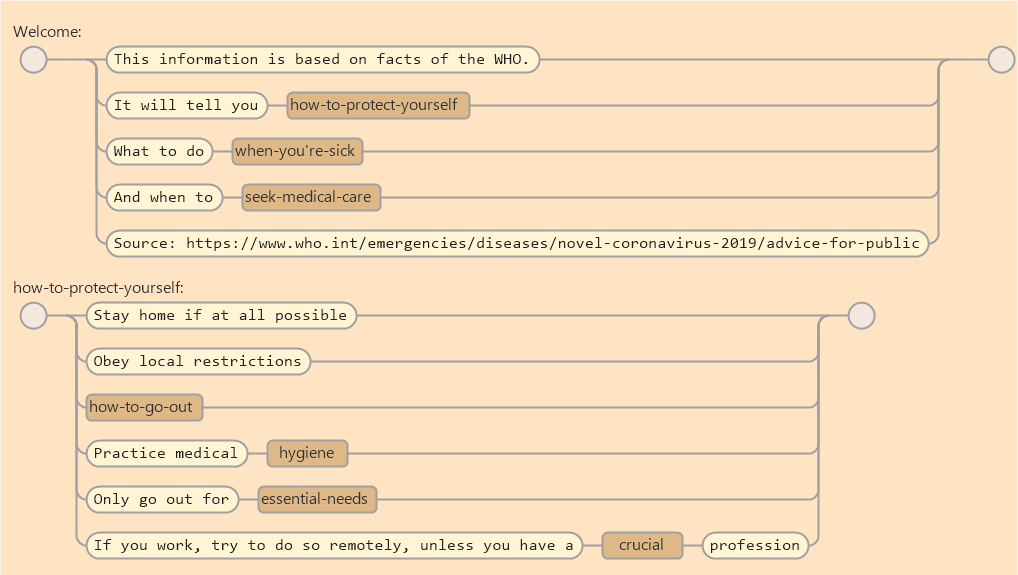 Welcome:
This information is based on facts of the WHO.
It will tell you how-to-protect-yourself
What to do when-you're-sick
And when to seek-medical-care
Source: https://www.who.int/emergencies/diseases/novel-coronavirus-2019/advice-for-public
how-to-protect-yourself:
Stay home if at all possible
Obey local restrictions
how-to-go-out
Practice medical hygiene
Only go out for essential-needs
If you work, try to do so remotely, unless you have a crucial profession